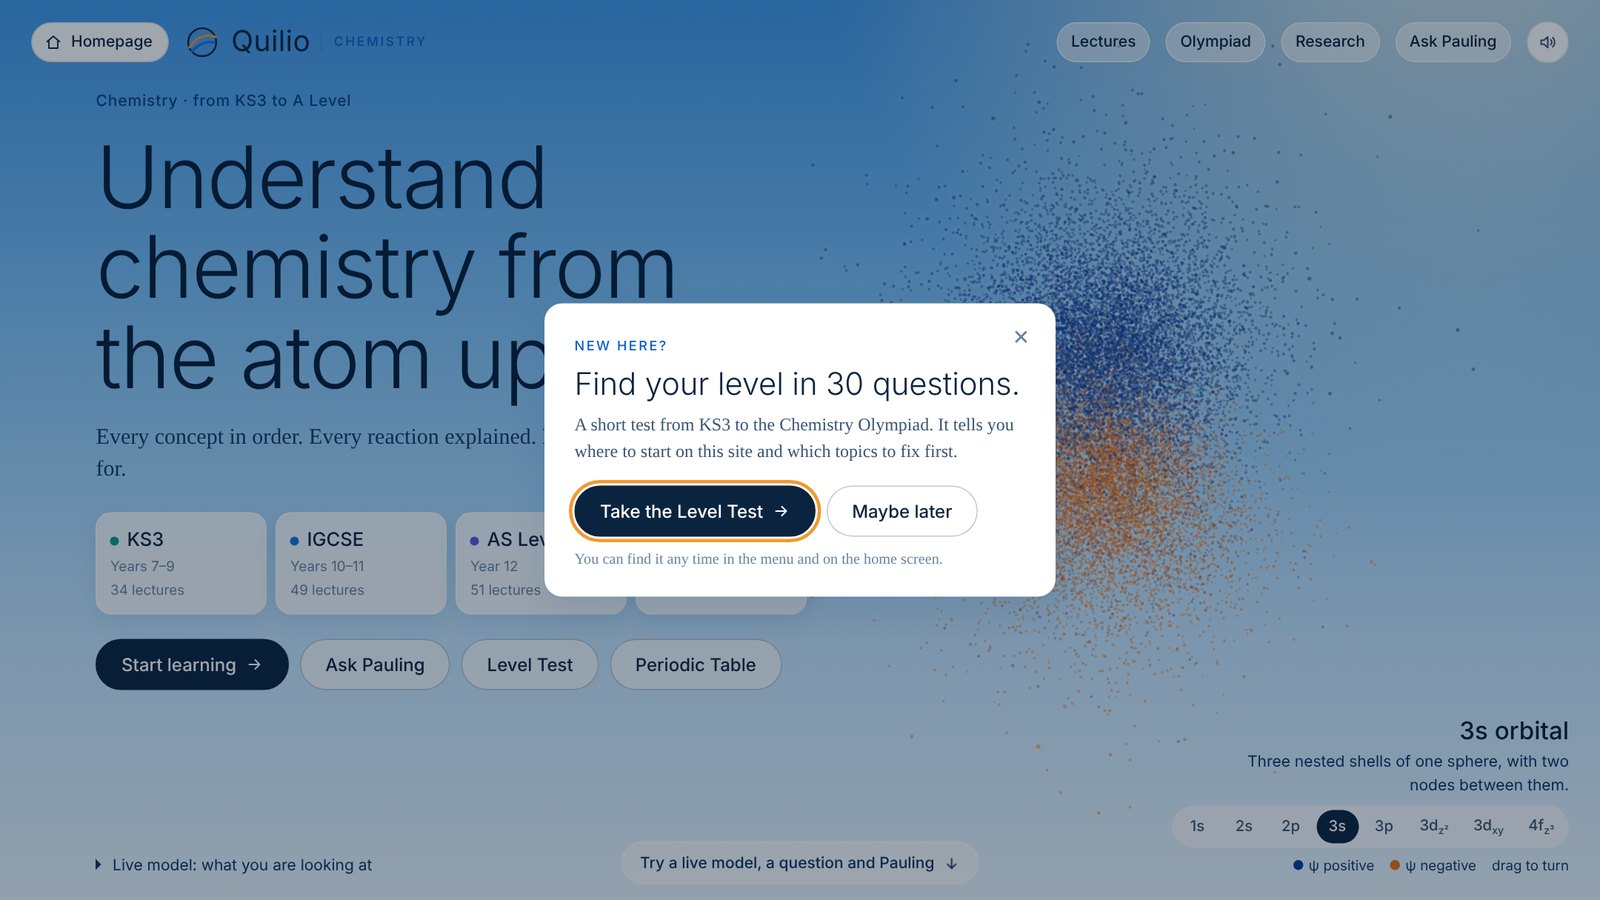 Homepage
Quilio
CHEMISTRY
Lectures
Olympiad
Research
Ask Pauling
Chemistry · from KS3 to A Level
Understand
chemistry from
the atom up
Every concept in order. Every reaction explained.
for.
NEW HERE?
Find your level in 30 questions.
A short test from KS3 to the Chemistry Olympiad. It tells you
where to start on this site and which topics to fix first.
Take the Level Test →
Maybe later
You can find it any time in the menu and on the home screen.
KS3
Years 7–9
34 lectures
IGCSE
Years 10–11
49 lectures
AS Lev
Year 12
51 lectures
Start learning →
Ask Pauling
Level Test
Periodic Table
3s orbital
Three nested shells of one sphere, with two
nodes between them.
1s 2s 2p 3s 3p 3dz² 3dxy 4fz³
ψ positive ψ negative drag to turn
Live model: what you are looking at
Try a live model, a question and Pauling ↓